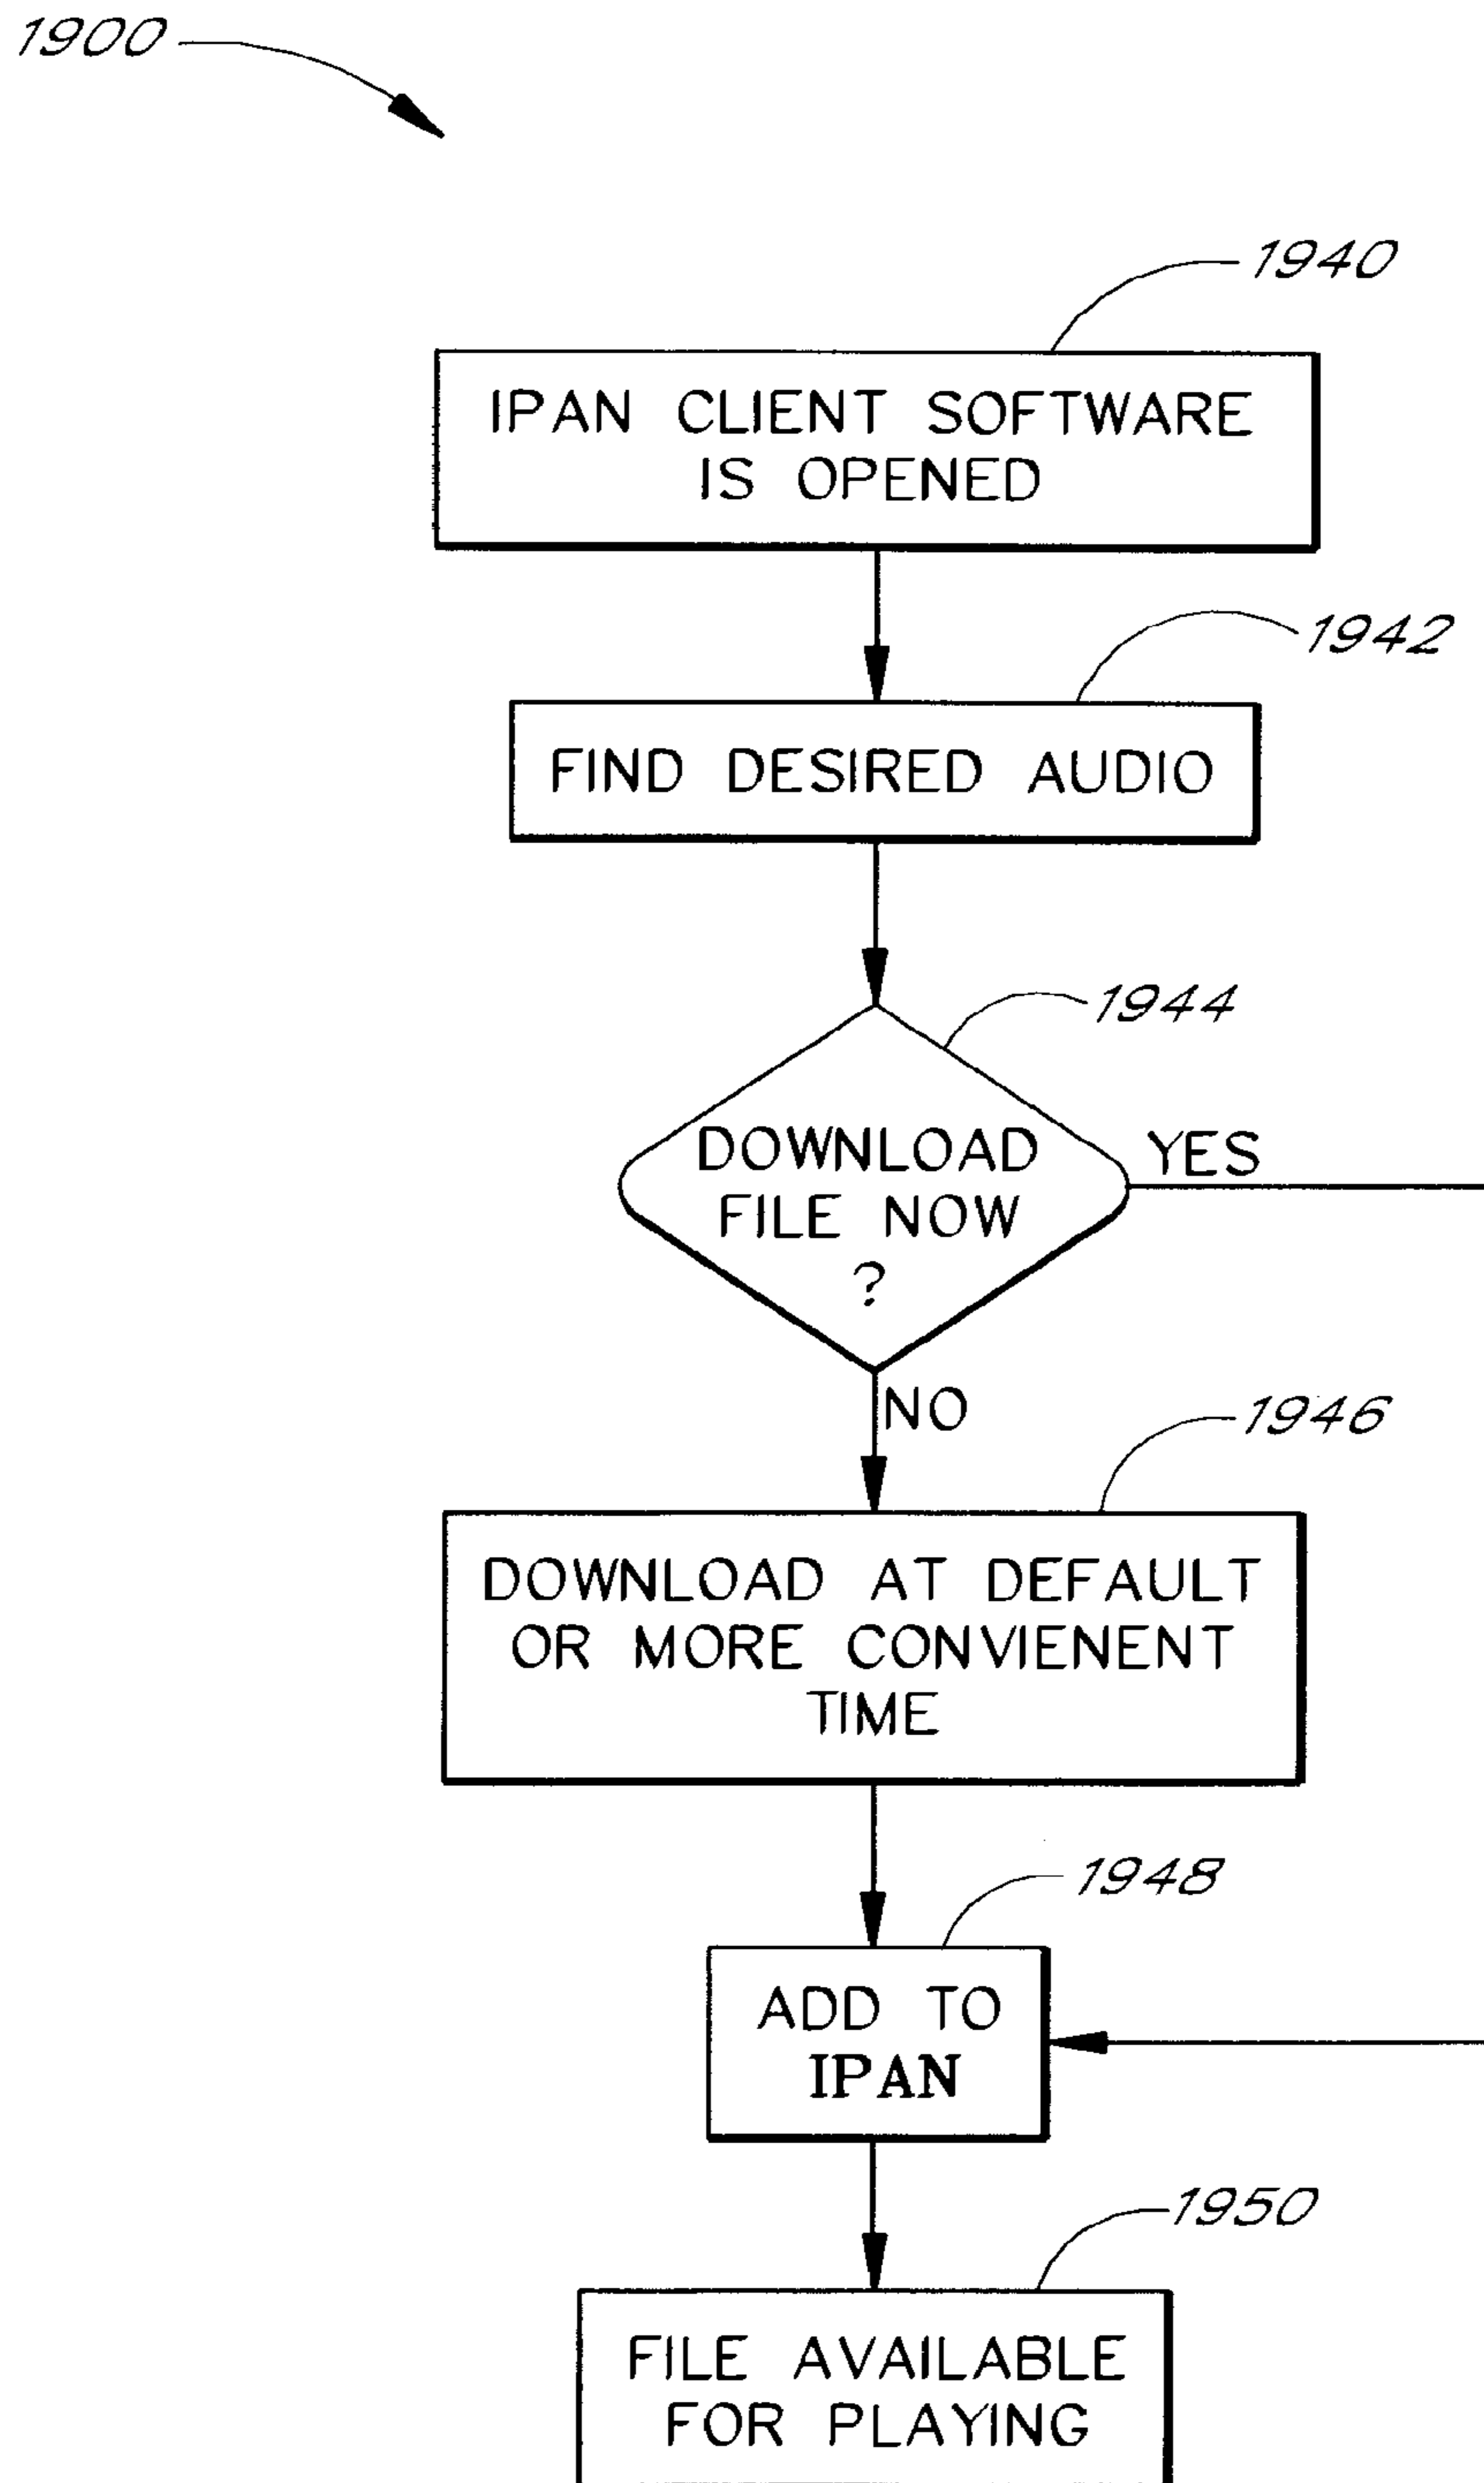 1900
1940
IPAN CLIENT SOFTWARE
IS OPENED
1942
FIND DESIRED AUDIO
1944
DOWNLOAD
FILE NOW
?
YES
NO
1946
DOWNLOAD AT DEFAULT
OR MORE CONVIENENT
TIME
1948
ADD TO
IPAN
1950
FILE AVAILABLE
FOR PLAYING